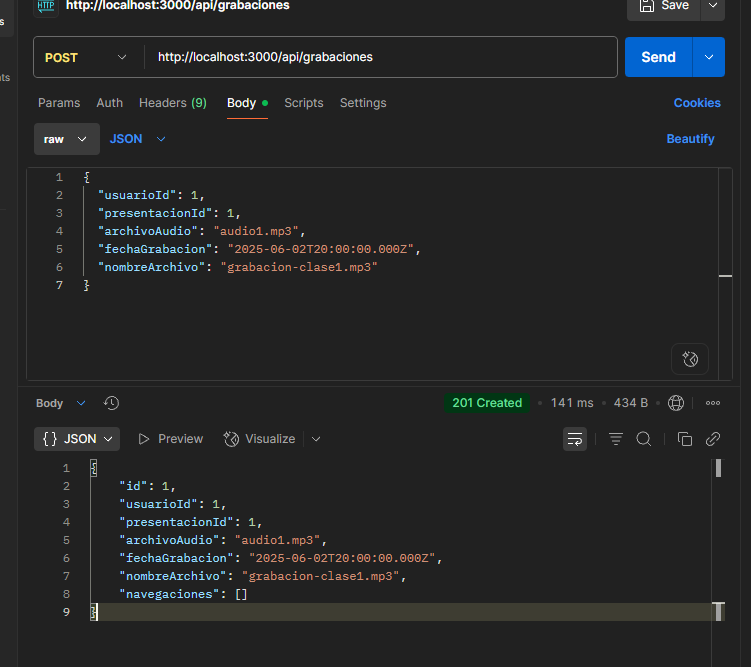 HTTP
http://localhost:3000/api/grabaciones
Save
POST
http://localhost:3000/api/grabaciones
Send
Params Auth Headers (9) Body Scripts Settings
Cookies
raw
JSON
Beautify
1 {
2 "usuarioId": 1,
3 "presentacionId": 1,
4 "archivoAudio": "audio1.mp3",
5 "fechaGrabacion": "2025-06-02T20:00:00.000Z",
6 "nombreArchivo": "grabacion-clase1.mp3"
7 }
Body
201 Created • 141 ms • 434 B
{} JSON
Preview
Visualize
1 {
2 "id": 1,
3 "usuarioId": 1,
4 "presentacionId": 1,
5 "archivoAudio": "audio1.mp3",
6 "fechaGrabacion": "2025-06-02T20:00:00.000Z",
7 "nombreArchivo": "grabacion-clase1.mp3",
8 "navegaciones": []
9 }